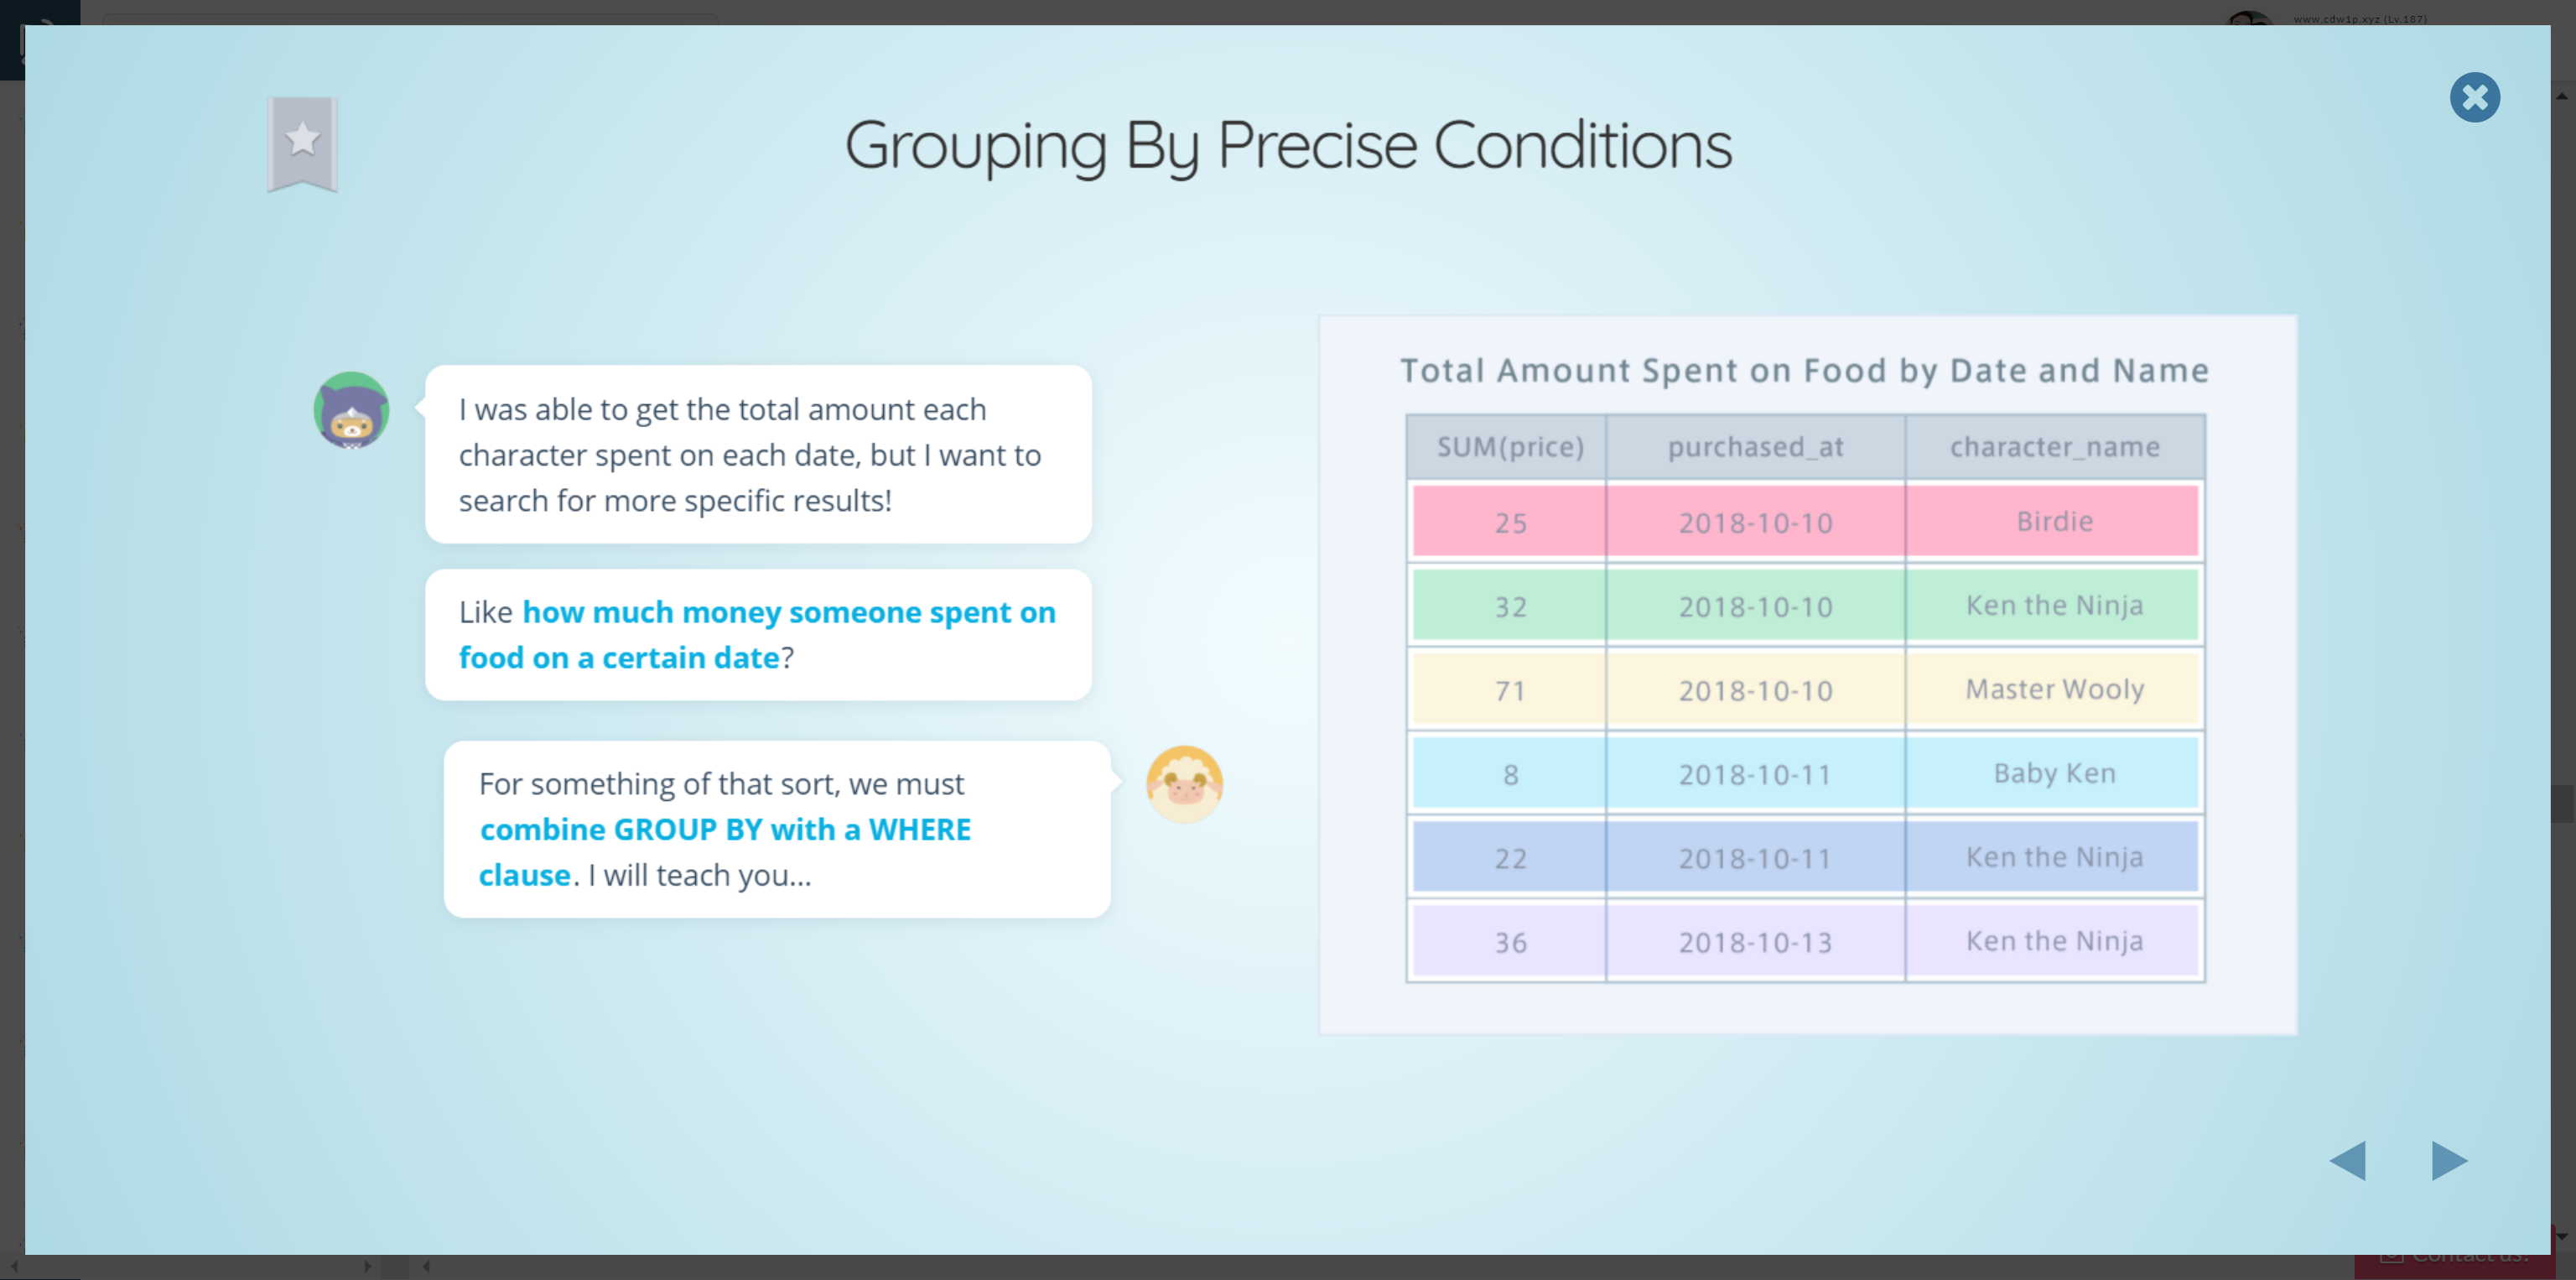 www.cdw1p.xyz (Lv.187)
Grouping By Precise Conditions
I was able to get the total amount each
character spent on each date, but I want to
search for more specific results!
Like how much money someone spent on
food on a certain date?
For something of that sort, we must
combine GROUP BY with a WHERE
clause. I will teach you...
Total Amount Spent on Food by Date and Name
SUM(price) purchased_at character_name
25 2018-10-10 Birdie
32 2018-10-10 Ken the Ninja
71 2018-10-10 Master Wooly
8 2018-10-11 Baby Ken
22 2018-10-11 Ken the Ninja
36 2018-10-13 Ken the Ninja
Contact us!